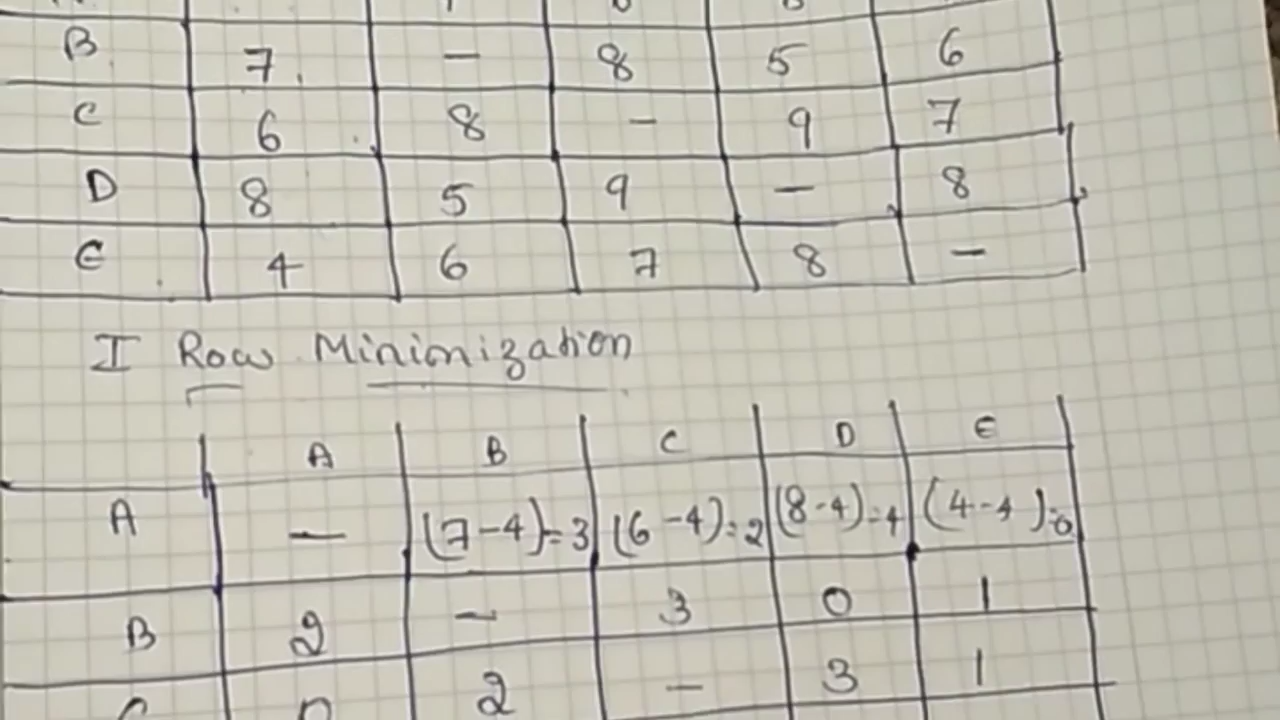 B 7 - 8 5 6
C 6 8 - 9 7
D 8 5 9 - 8
E 4 6 7 8 -
I Row Minimization
A B C D E
A - (7-4)=3 (6-4)=2 (8-4)=4 (4-4)=0
B 2 - 3 0 1
C 0 2 - 3 1